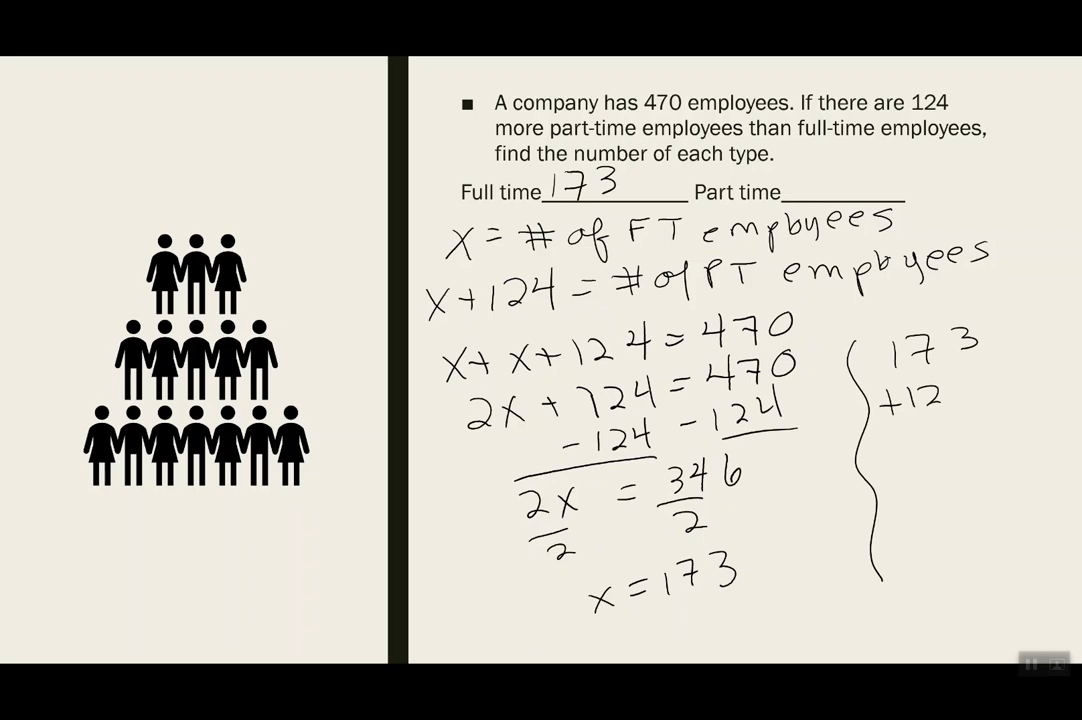 ■ A company has 470 employees. If there are 124
more part-time employees than full-time employees,
find the number of each type.
Full time 173 Part time
x = # of FT employees
x + 124 = # of PT employees
x + x + 124 = 470
2x + 124 = 470
- 124 - 124
2x = 346
2 2
x = 173
173
+12